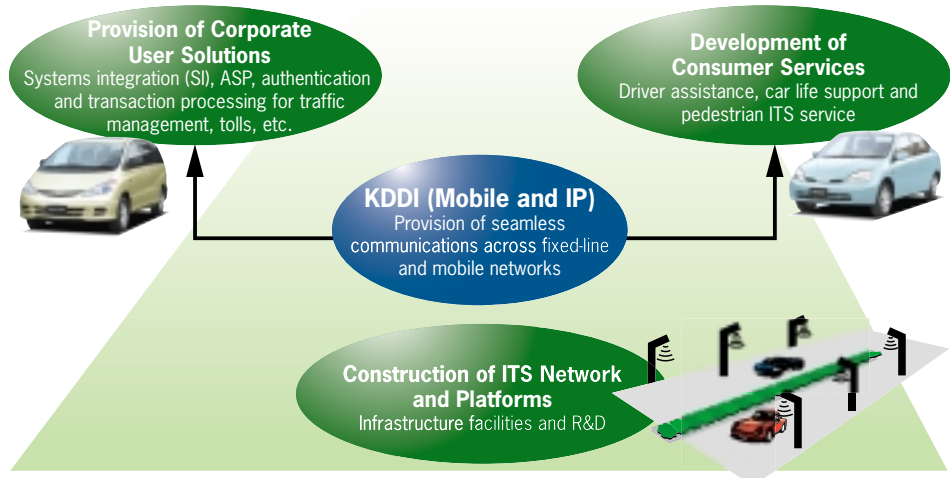 Provision of Corporate
User Solutions
Systems integration (SI), ASP, authentication
and transaction processing for traffic
management, tolls, etc.
Development of
Consumer Services
Driver assistance, car life support and
pedestrian ITS service
KDDI (Mobile and IP)
Provision of seamless
communications across fixed-line
and mobile networks
Construction of ITS Network
and Platforms
Infrastructure facilities and R&D